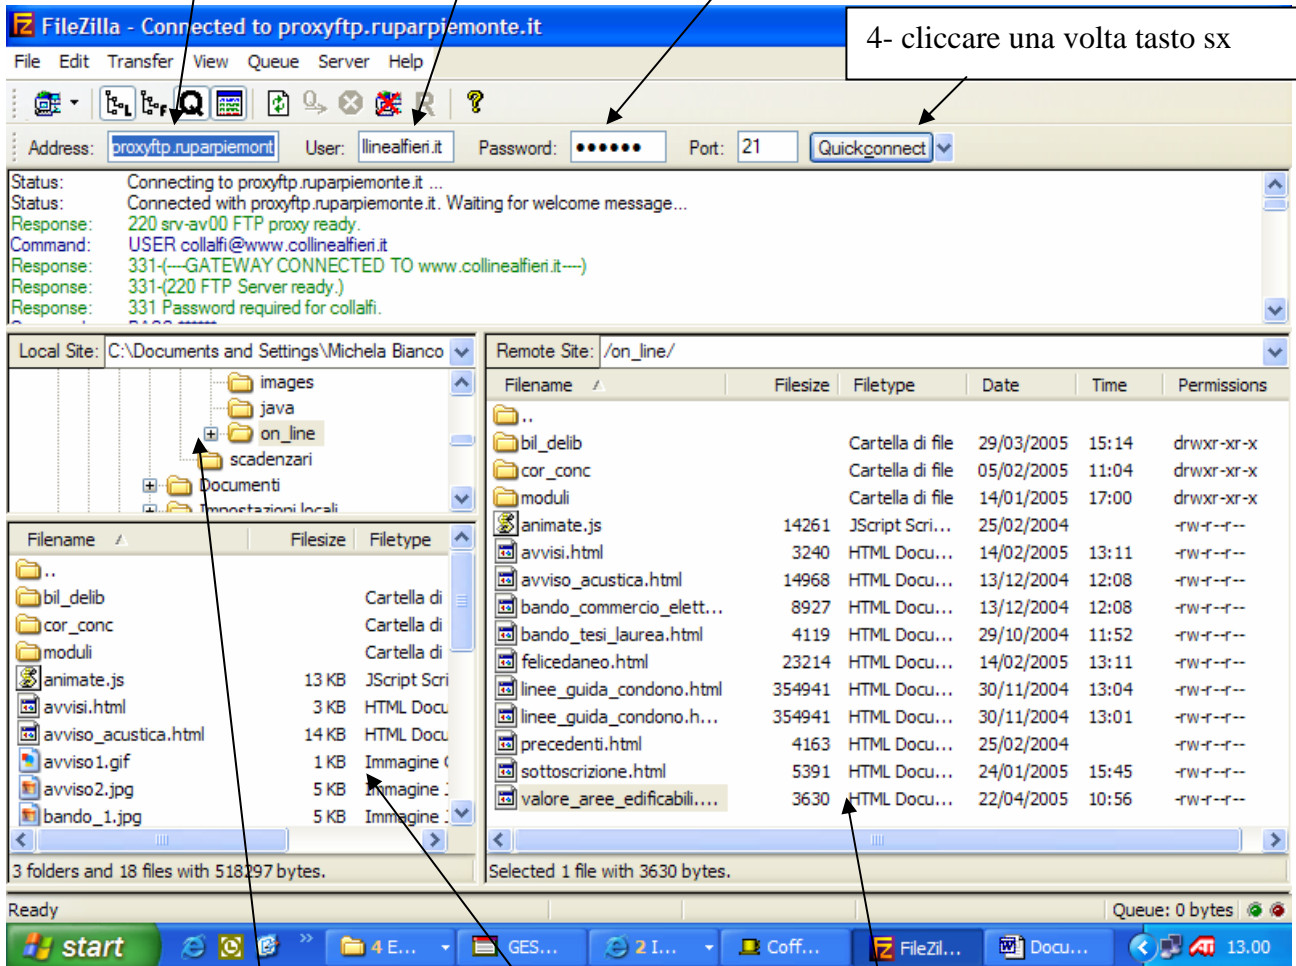 FileZilla - Connected to proxyftp.ruparpiemonte.it
4- cliccare una volta tasto sx
File Edit Transfer View Queue Server Help
Address: proxyftp.ruparpiemont User: llinealfieri.it Password: •••••• Port: 21 Quickconnect
Status: Connecting to proxyftp.ruparpiemonte.it ...
Status: Connected with proxyftp.ruparpiemonte.it. Waiting for welcome message...
Response: 220 srv-av00 FTP proxy ready.
Command: USER collalfi@www.collinealfieri.it
Response: 331-(----GATEWAY CONNECTED TO www.collinealfieri.it----)
Response: 331-(220 FTP Server ready.)
Response: 331 Password required for collalfi.
Local Site: C:\Documents and Settings\Michela Bianco
images
java
on_line
scadenzari
Documenti
Impostazioni locali
Filename Filesize Filetype
..
bil_delib Cartella di
cor_conc Cartella di
moduli Cartella di
animate.js 13 KB JScript Scri
avvisi.html 3 KB HTML Docu
avviso_acustica.html 14 KB HTML Docu
avviso1.gif 1 KB Immagine
avviso2.jpg 5 KB Immagine
bando_1.jpg 5 KB Immagine
3 folders and 18 files with 518297 bytes.
Remote Site: /on_line/
Filename Filesize Filetype Date Time Permissions
..
bil_delib Cartella di file 29/03/2005 15:14 drwxr-xr-x
cor_conc Cartella di file 05/02/2005 11:04 drwxr-xr-x
moduli Cartella di file 14/01/2005 17:00 drwxr-xr-x
animate.js 14261 JScript Scri... 25/02/2004 -rw-r--r--
avvisi.html 3240 HTML Docu... 14/02/2005 13:11 -rw-r--r--
avviso_acustica.html 14968 HTML Docu... 13/12/2004 12:08 -rw-r--r--
bando_commercio_elett... 8927 HTML Docu... 13/12/2004 12:08 -rw-r--r--
bando_tesi_laurea.html 4119 HTML Docu... 29/10/2004 11:52 -rw-r--r--
felicedaneo.html 23214 HTML Docu... 14/02/2005 13:11 -rw-r--r--
linee_guida_condono.html 354941 HTML Docu... 30/11/2004 13:04 -rw-r--r--
linee_guida_condono.h... 354941 HTML Docu... 30/11/2004 13:01 -rw-r--r--
precedenti.html 4163 HTML Docu... 25/02/2004 -rw-r--r--
sottoscrizione.html 5391 HTML Docu... 24/01/2005 15:45 -rw-r--r--
valore_aree_edificabili.... 3630 HTML Docu... 22/04/2005 10:56 -rw-r--r--
Selected 1 file with 3630 bytes.
Ready Queue: 0 bytes
start 4 E... GES... 2 I... Coff... FileZil... Docu... 13.00